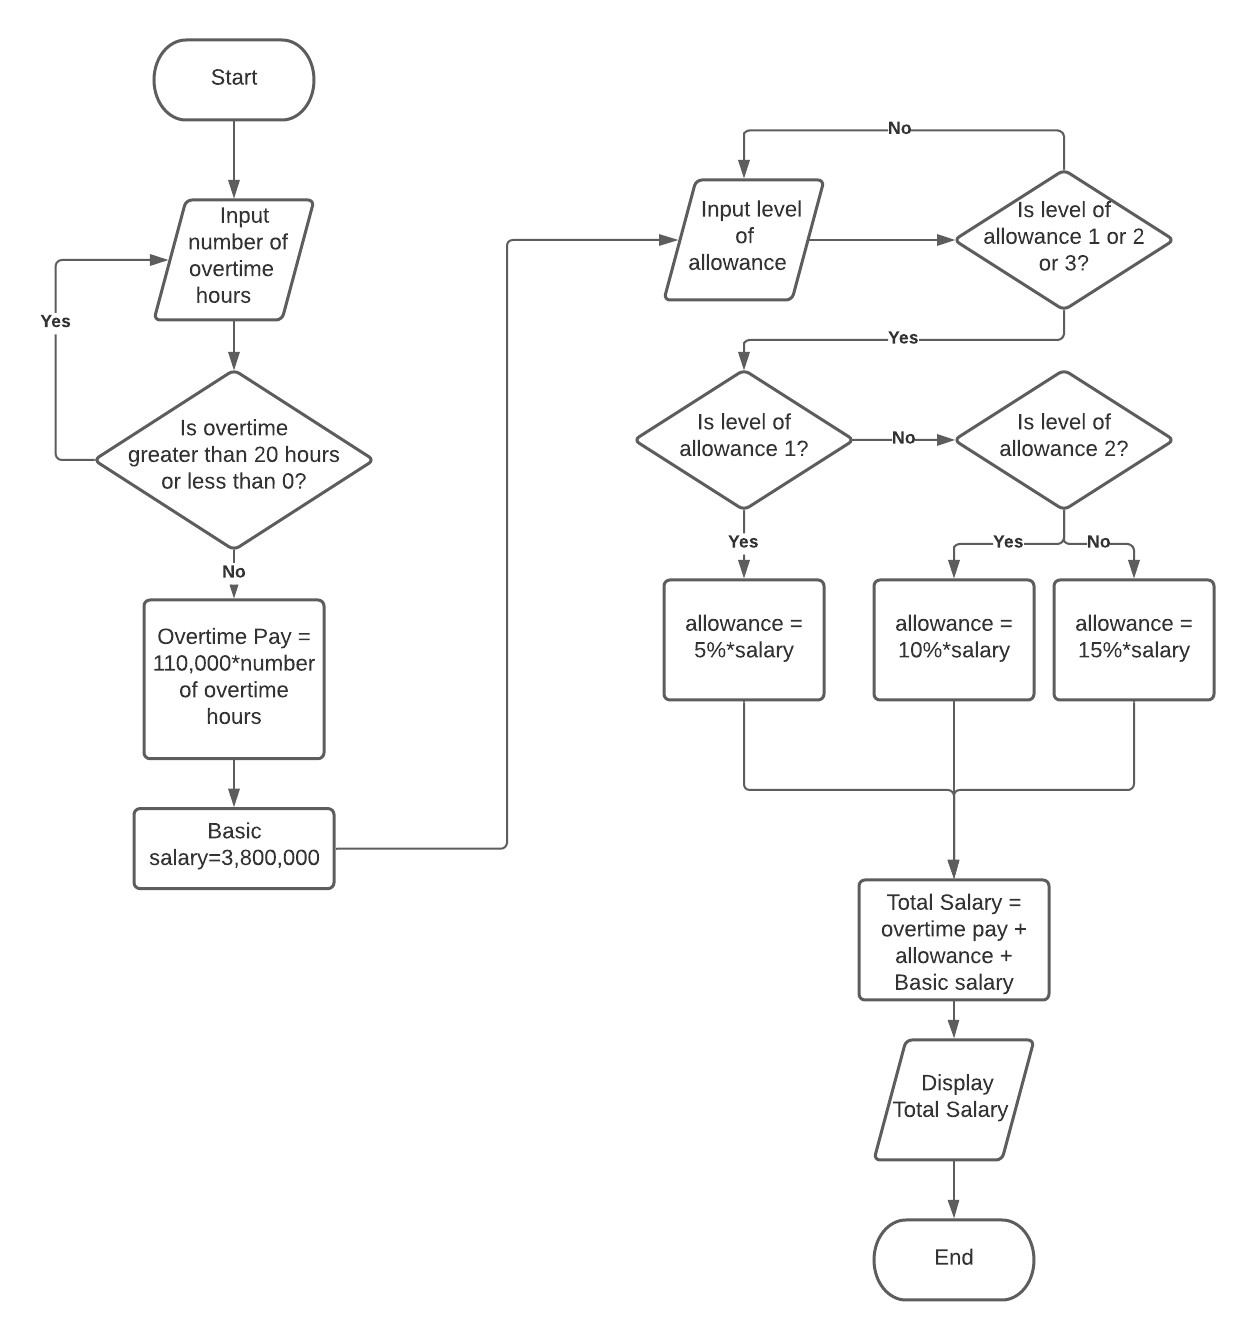 Start
Input
number of
overtime
hours
Yes
Is overtime
greater than 20 hours
or less than 0?
No
Overtime Pay =
110,000*number
of overtime
hours
Basic
salary=3,800,000
No
Input level
of
allowance
Is level of
allowance 1 or 2
or 3?
Yes
Is level of
allowance 1?
No
Is level of
allowance 2?
Yes
Yes
No
allowance =
5%*salary
allowance =
10%*salary
allowance =
15%*salary
Total Salary =
overtime pay +
allowance +
Basic salary
Display
Total Salary
End